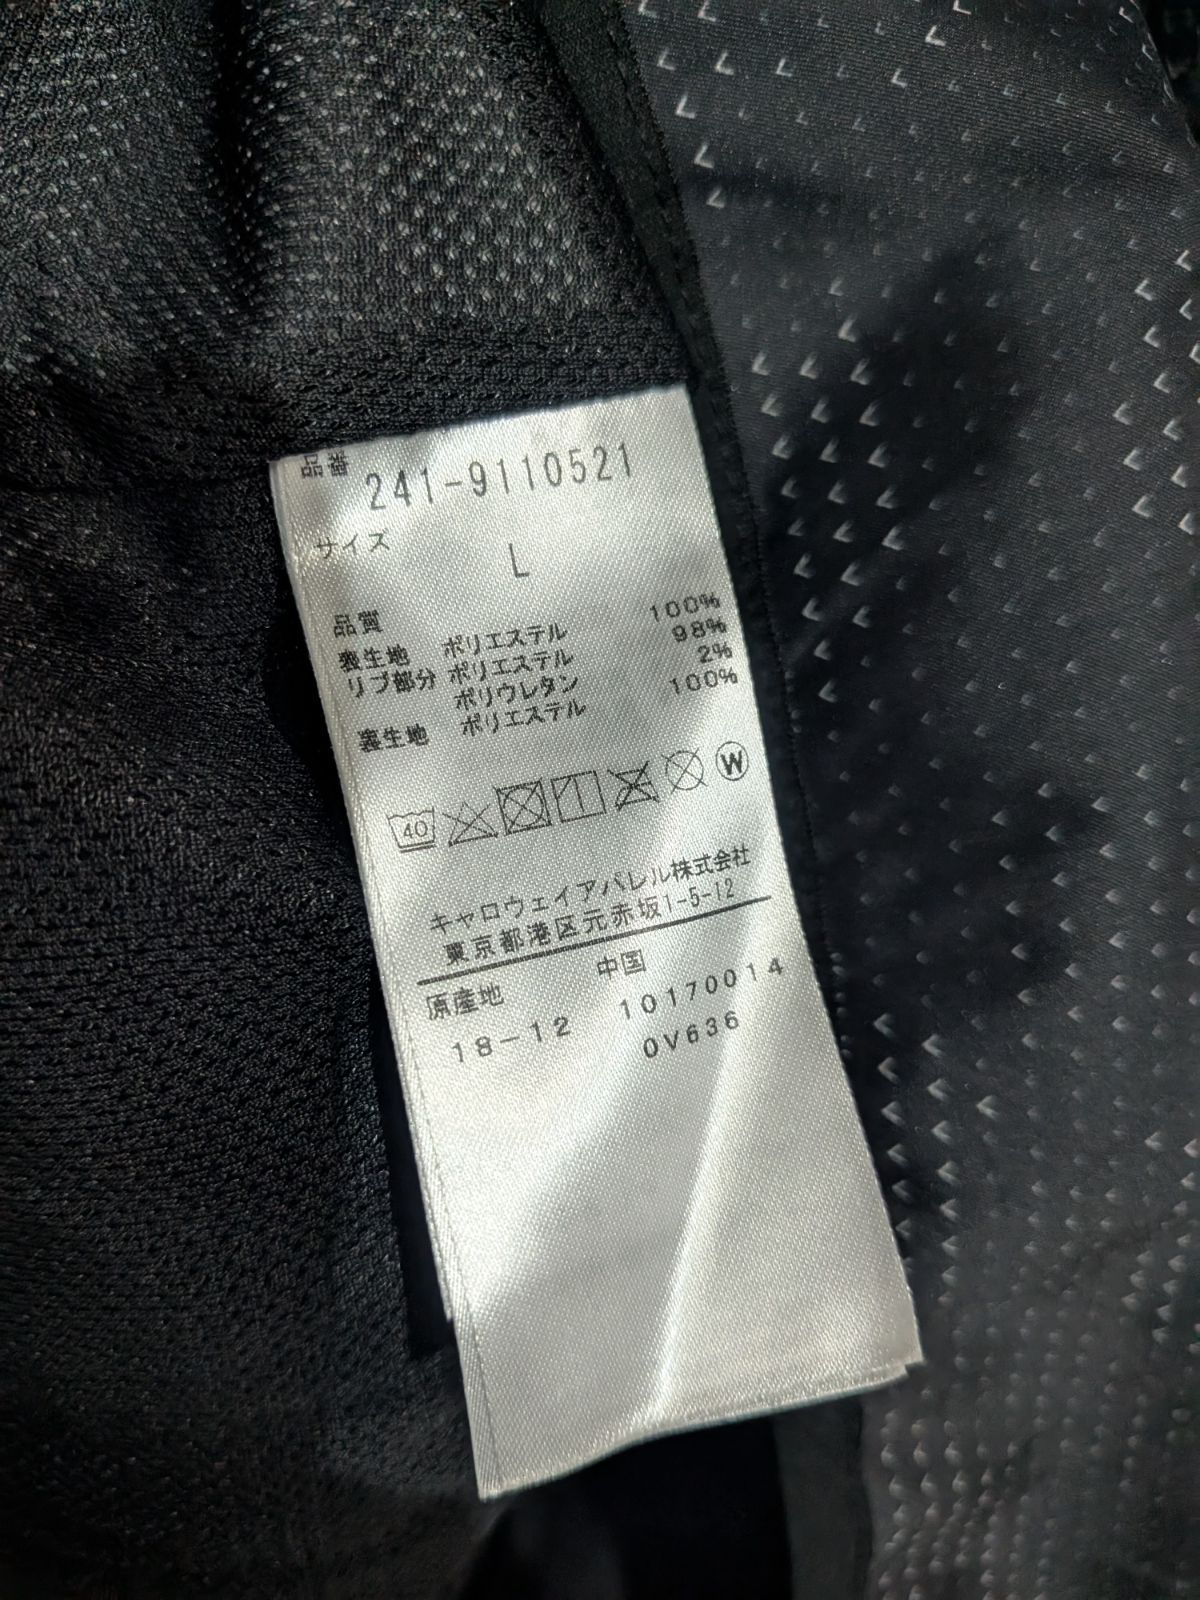 品番
241-9110521
サイズ
L
品質
表生地 ポリエステル 100%
リブ部分 ポリエステル 98%
ポリウレタン 2%
裏生地 ポリエステル 100%
40
W
キャロウェイアパレル株式会社
東京都港区元赤坂1-5-12
原産地 中国
18-12 10170014
0V636